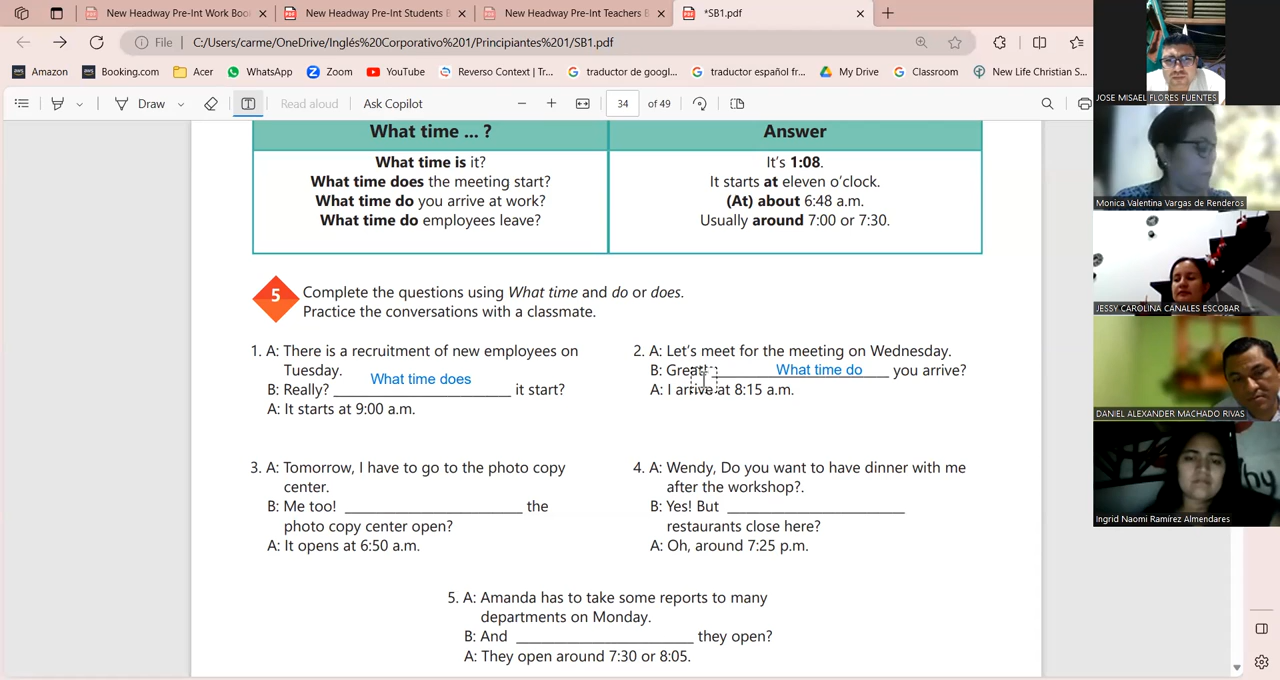 New Headway Pre-Int Work Boo
New Headway Pre-Int Students B
New Headway Pre-Int Teachers B
*SB1.pdf
File
C:/Users/carme/OneDrive/Inglés%20Corporativo%201/Principiantes%201/SB1.pdf
Amazon
Booking.com
Acer
WhatsApp
Zoom
YouTube
Reverso Context | Tr...
traductor de googl...
traductor español fr...
My Drive
Classroom
New Life Christian S...
Draw
Read aloud
Ask Copilot
34
of 49
What time ... ?
Answer
What time is it?
It's 1:08.
What time does the meeting start?
It starts at eleven o'clock.
What time do you arrive at work?
(At) about 6:48 a.m.
What time do employees leave?
Usually around 7:00 or 7:30.
5
Complete the questions using What time and do or does.
Practice the conversations with a classmate.
1. A: There is a recruitment of new employees on
Tuesday.
B: Really? What time does it start?
A: It starts at 9:00 a.m.
2. A: Let's meet for the meeting on Wednesday.
B: Great! What time do you arrive?
A: I arrive at 8:15 a.m.
3. A: Tomorrow, I have to go to the photo copy
center.
B: Me too! ____________________ the
photo copy center open?
A: It opens at 6:50 a.m.
4. A: Wendy, Do you want to have dinner with me
after the workshop?.
B: Yes! But ____________________
restaurants close here?
A: Oh, around 7:25 p.m.
5. A: Amanda has to take some reports to many
departments on Monday.
B: And ____________________ they open?
A: They open around 7:30 or 8:05.
JOSE MISAEL FLORES FUENTES
Monica Valentina Vargas de Renderos
JESSY CAROLINA CANALES ESCOBAR
DANIEL ALEXANDER MACHADO RIVAS
Ingrid Naomi Ramírez Almendares